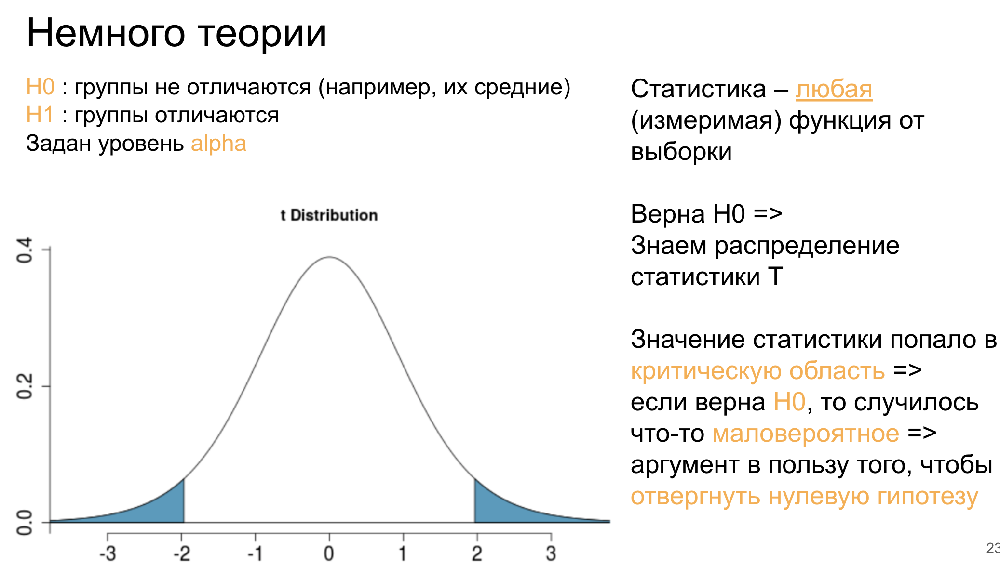 Немного теории
H0 : группы не отличаются (например, их средние)
H1 : группы отличаются
Задан уровень alpha
t Distribution
0.4
0.2
0.0
-3 -2 -1 0 1 2 3
Статистика – любая
(измеримая) функция от
выборки
Верна H0 =>
Знаем распределение
статистики T
Значение статистики попало в
критическую область =>
если верна H0, то случилось
что-то маловероятное =>
аргумент в пользу того, чтобы
отвергнуть нулевую гипотезу
23